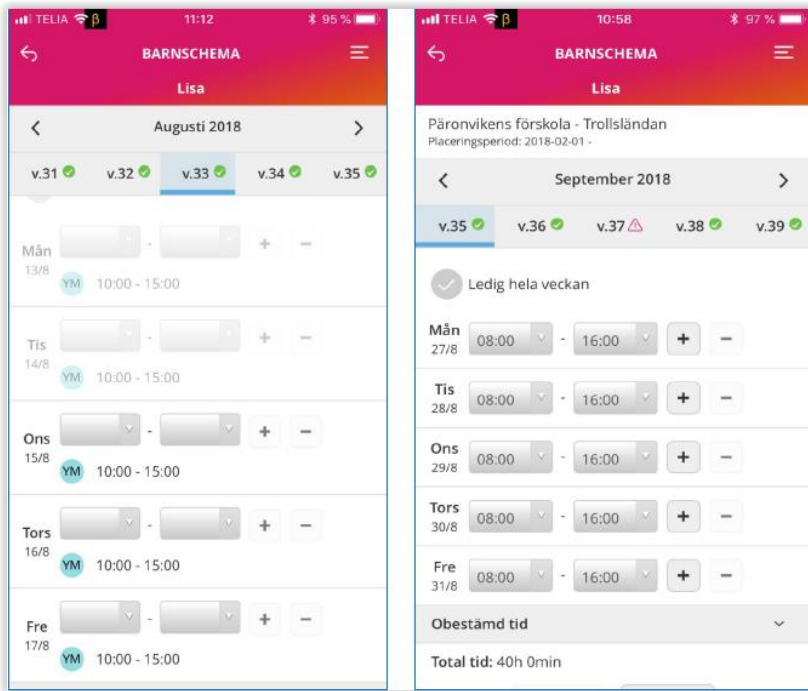 TELIA β 11:12 95 %
BARNSCHEMA
Lisa
Augusti 2018
v.31 v.32 v.33 v.34 v.35
Mån
13/8
YM 10:00 - 15:00
Tis
14/8
YM 10:00 - 15:00
Ons
15/8
YM 10:00 - 15:00
Tors
16/8
YM 10:00 - 15:00
Fre
17/8
YM 10:00 - 15:00
TELIA β 10:58 97 %
BARNSCHEMA
Lisa
Päronvikens förskola - Trollsländan
Placeringsperiod: 2018-02-01 -
September 2018
v.35 v.36 v.37 v.38 v.39
Ledig hela veckan
Mån 08:00 - 16:00 + -
27/8
Tis 08:00 - 16:00 + -
28/8
Ons 08:00 - 16:00 + -
29/8
Tors 08:00 - 16:00 + -
30/8
Fre 08:00 - 16:00 + -
31/8
Obestämd tid
Total tid: 40h 0min